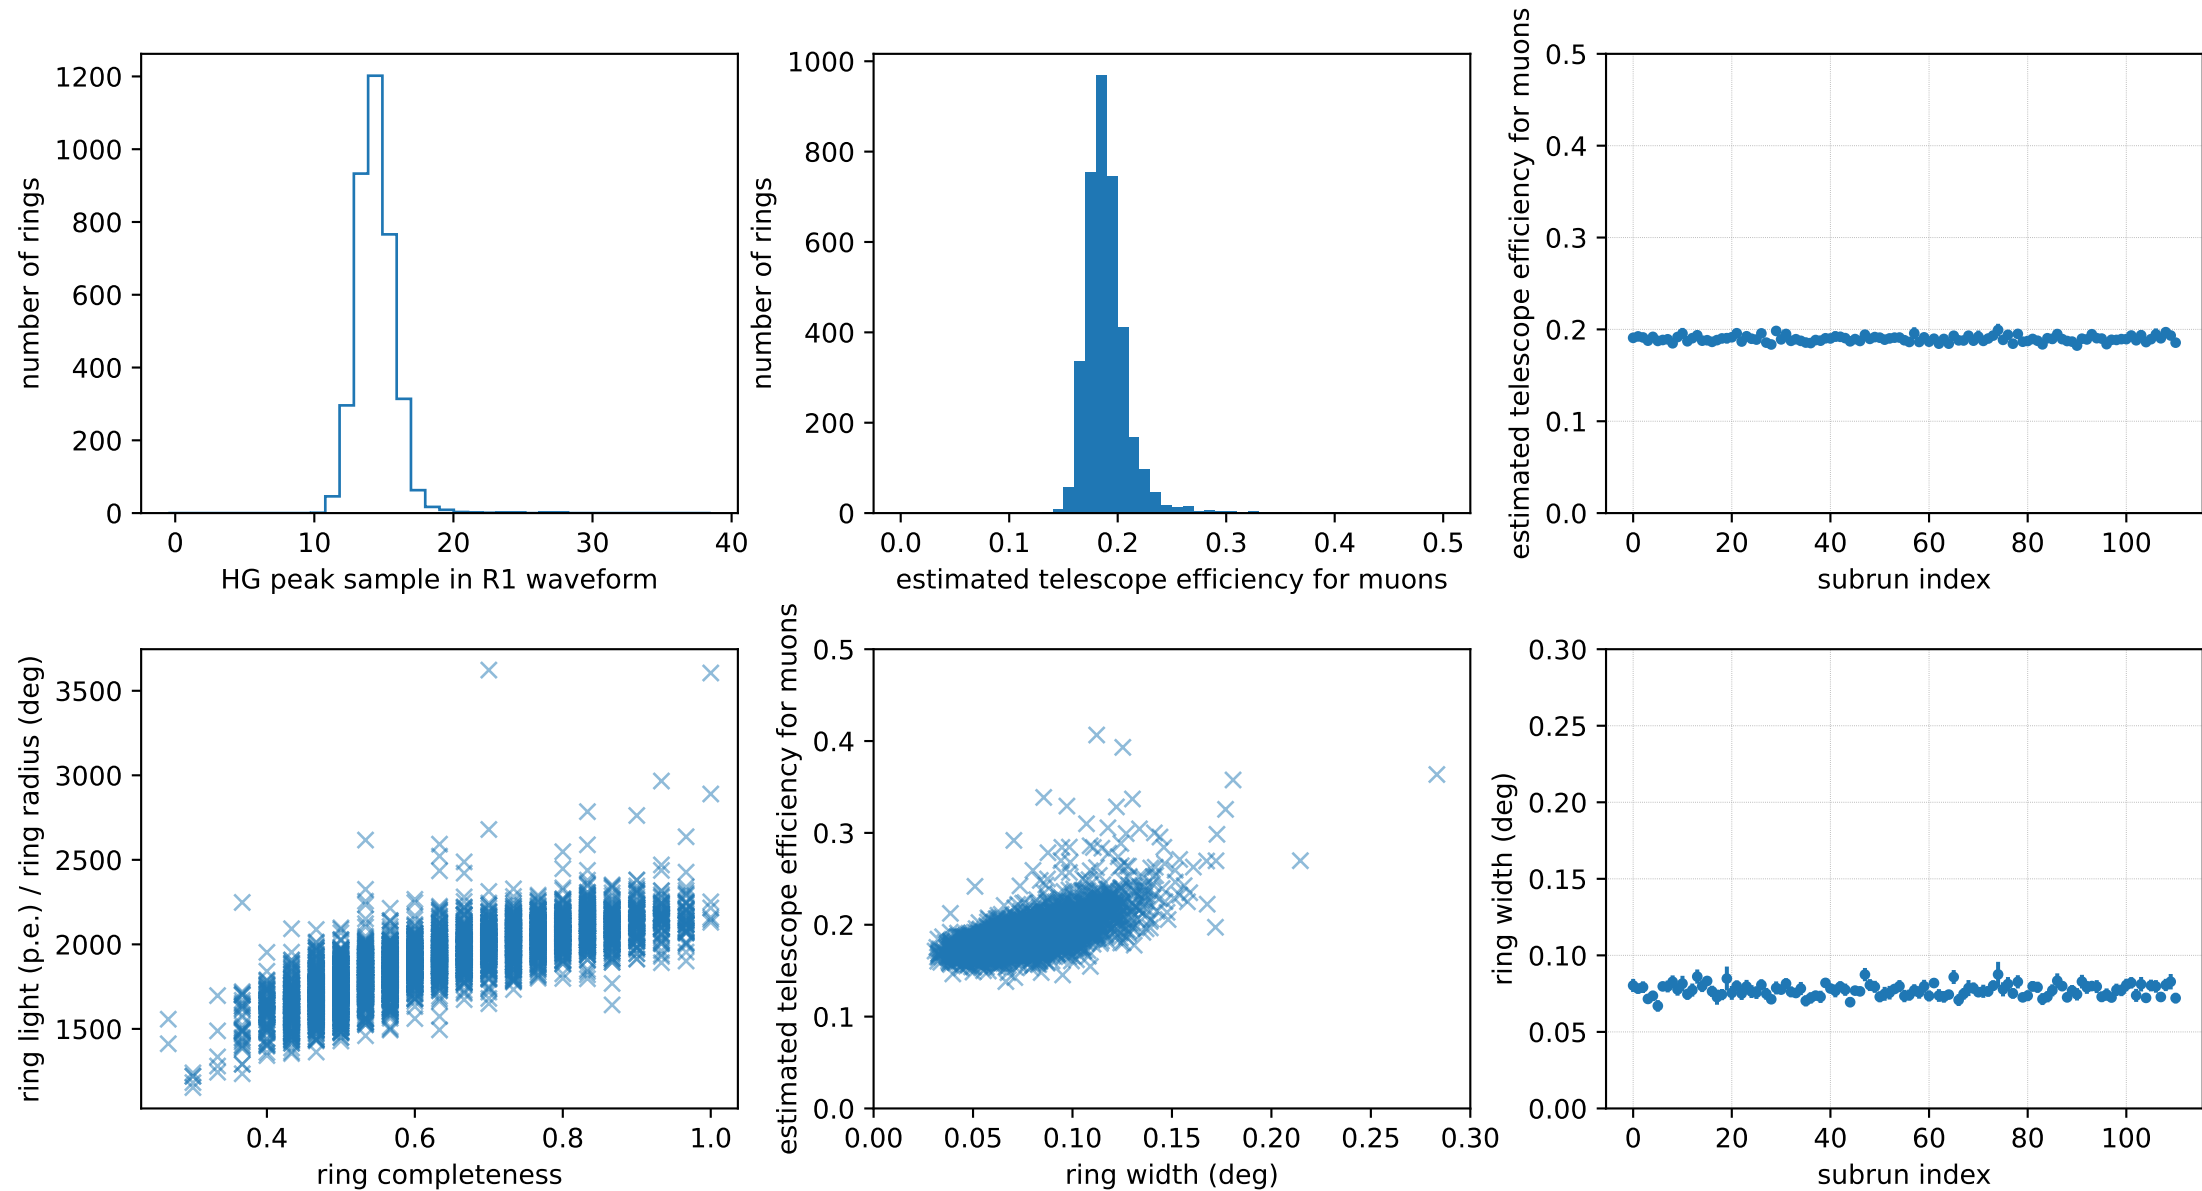 1200
1000
800
600
400
200
0
number of rings
0 10 20 30 40
HG peak sample in R1 waveform
1000
800
600
400
200
0
number of rings
0.0 0.1 0.2 0.3 0.4 0.5
estimated telescope efficiency for muons
0.5
0.4
0.3
0.2
0.1
0.0
estimated telescope efficiency for muons
0 20 40 60 80 100
subrun index
3500
3000
2500
2000
1500
ring light (p.e.) / ring radius (deg)
0.4 0.6 0.8 1.0
ring completeness
0.5
0.4
0.3
0.2
0.1
0.0
estimated telescope efficiency for muons
0.00 0.05 0.10 0.15 0.20 0.25 0.30
ring width (deg)
0.30
0.25
0.20
0.15
0.10
0.05
0.00
ring width (deg)
0 20 40 60 80 100
subrun index